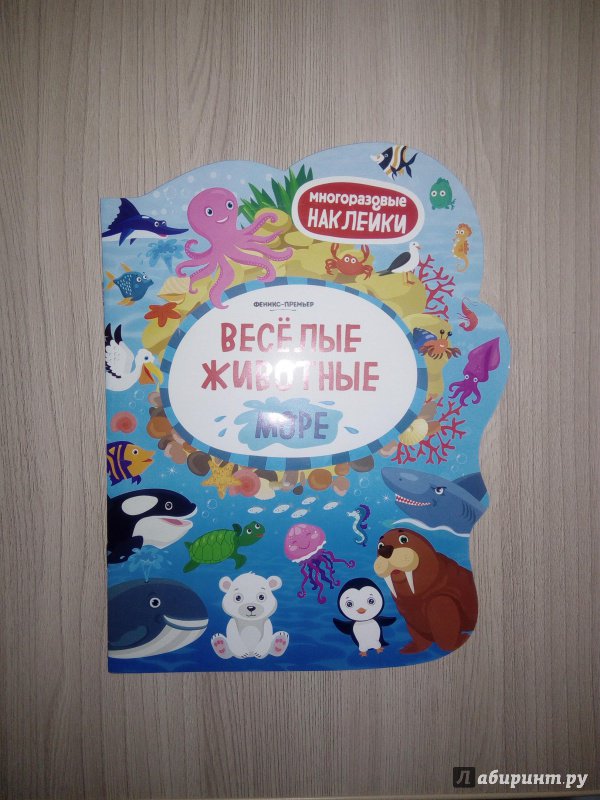 многоразовые
НАКЛЕЙКИ
ФЕНИКС-ПРЕМЬЕР
ВЕСЁЛЫЕ
ЖИВОТНЫЕ
МОРЕ
лабиринт.ру